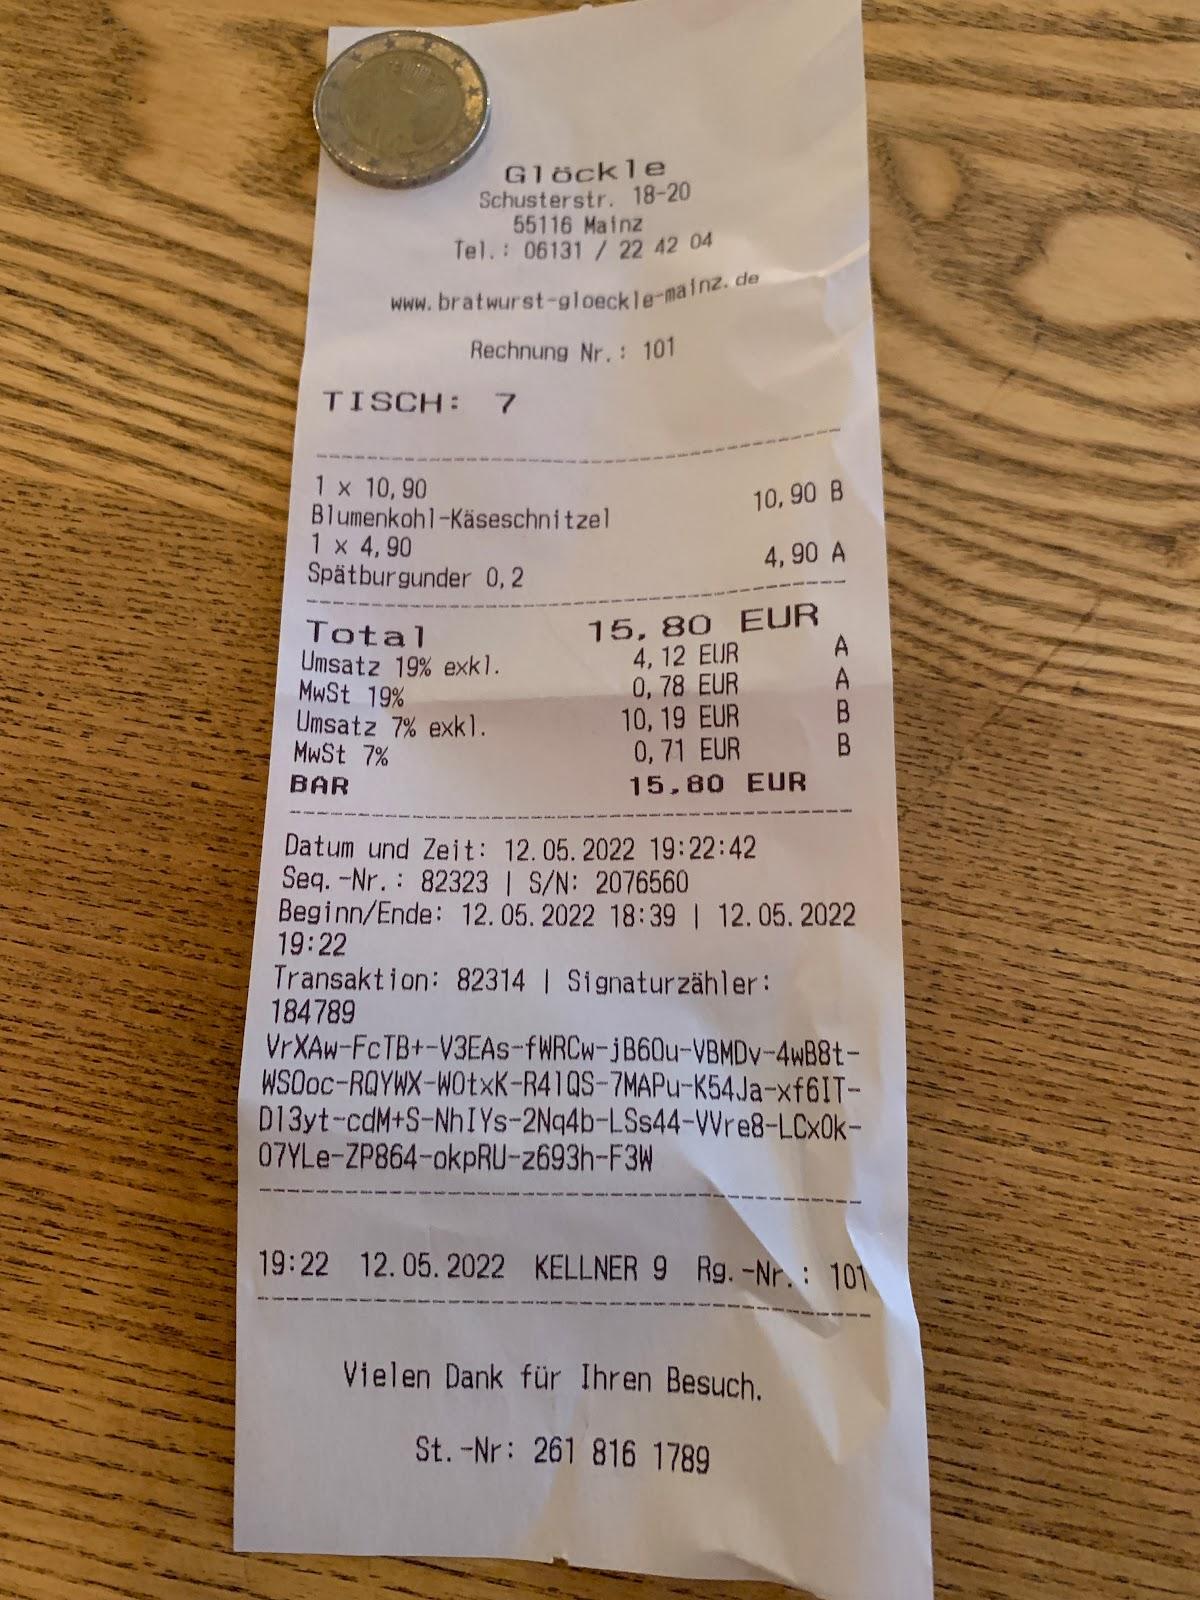 Glöckle
Schusterstr. 18-20
55116 Mainz
Tel.: 06131 / 22 42 04
www.bratwurst-gloeckle-mainz.de
Rechnung Nr.: 101
TISCH: 7
1 x 10,90 10,90 B
Blumenkohl-Käseschnitzel
1 x 4,90 4,90 A
Spätburgunder 0,2
Total 15,80 EUR
Umsatz 19% exkl. 4,12 EUR A
MwSt 19% 0,78 EUR A
Umsatz 7% exkl. 10,19 EUR B
MwSt 7% 0,71 EUR B
BAR 15,80 EUR
Datum und Zeit: 12.05.2022 19:22:42
Seq.-Nr.: 82323 | S/N: 2076560
Beginn/Ende: 12.05.2022 18:39 | 12.05.2022
19:22
Transaktion: 82314 | Signaturzähler:
184789
VrXAw-FcTB+-V3EAs-fWRCw-jB60u-VBMDv-4wB8t-
WSOoc-RQYWX-WOtxK-R4lQS-7MAPu-K54Ja-xf6IT-
Dl3yt-cdM+S-NhIYs-2Nq4b-LSs44-VVre8-LCxOk-
07YLe-ZP864-okpRU-z693h-F3W
19:22 12.05.2022 KELLNER 9 Rg.-Nr.: 101
Vielen Dank für Ihren Besuch.
St.-Nr: 261 816 1789